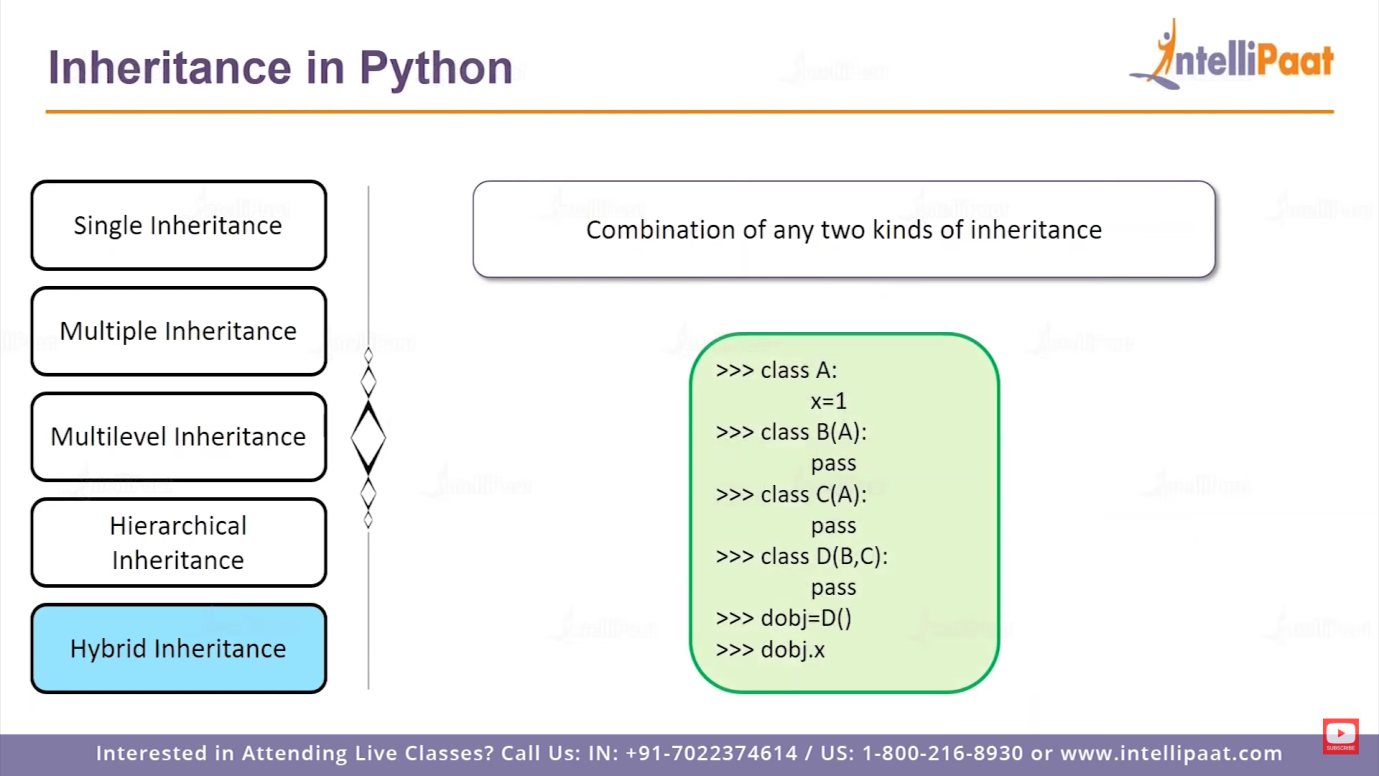 Inheritance in Python
IntelliPaat
Single Inheritance
Multiple Inheritance
Multilevel Inheritance
Hierarchical
Inheritance
Hybrid Inheritance
Combination of any two kinds of inheritance
>>> class A:
x=1
>>> class B(A):
pass
>>> class C(A):
pass
>>> class D(B,C):
pass
>>> dobj=D()
>>> dobj.x
SUBSCRIBE
Interested in Attending Live Classes? Call Us: IN: +91-7022374614 / US: 1-800-216-8930 or www.intellipaat.com